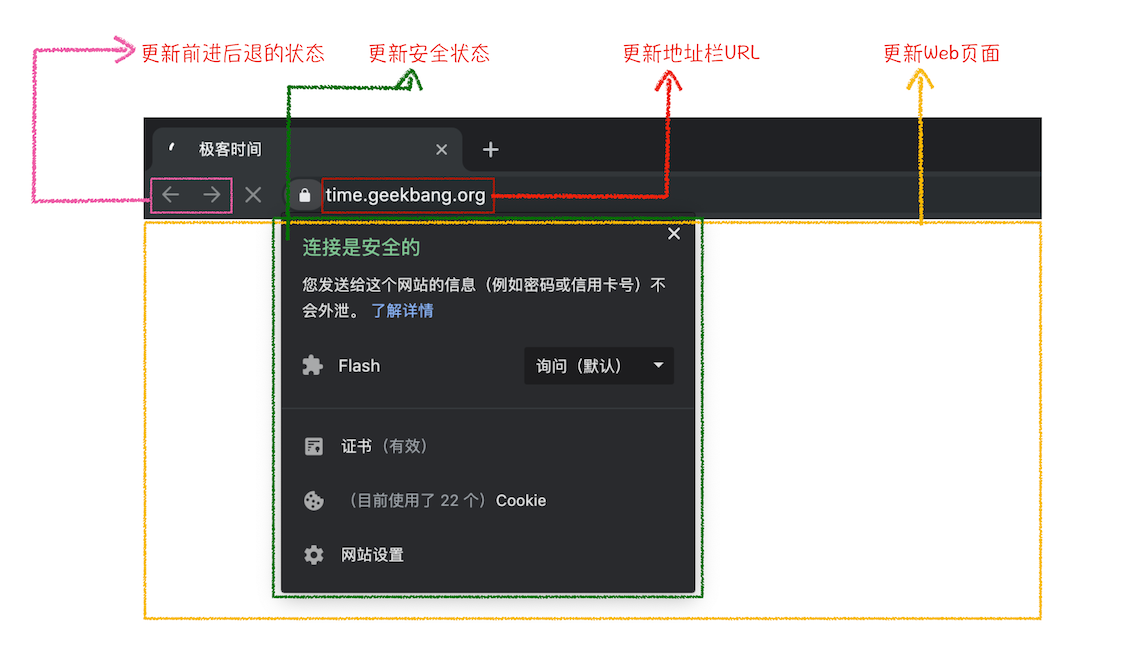 更新前进后退的状态
更新安全状态
更新地址栏URL
更新Web页面
极客时间
time.geekbang.org
连接是安全的
您发送给这个网站的信息（例如密码或信用卡号）不
会外泄。 了解详情
Flash
询问（默认）
证书（有效）
（目前使用了 22 个）Cookie
网站设置